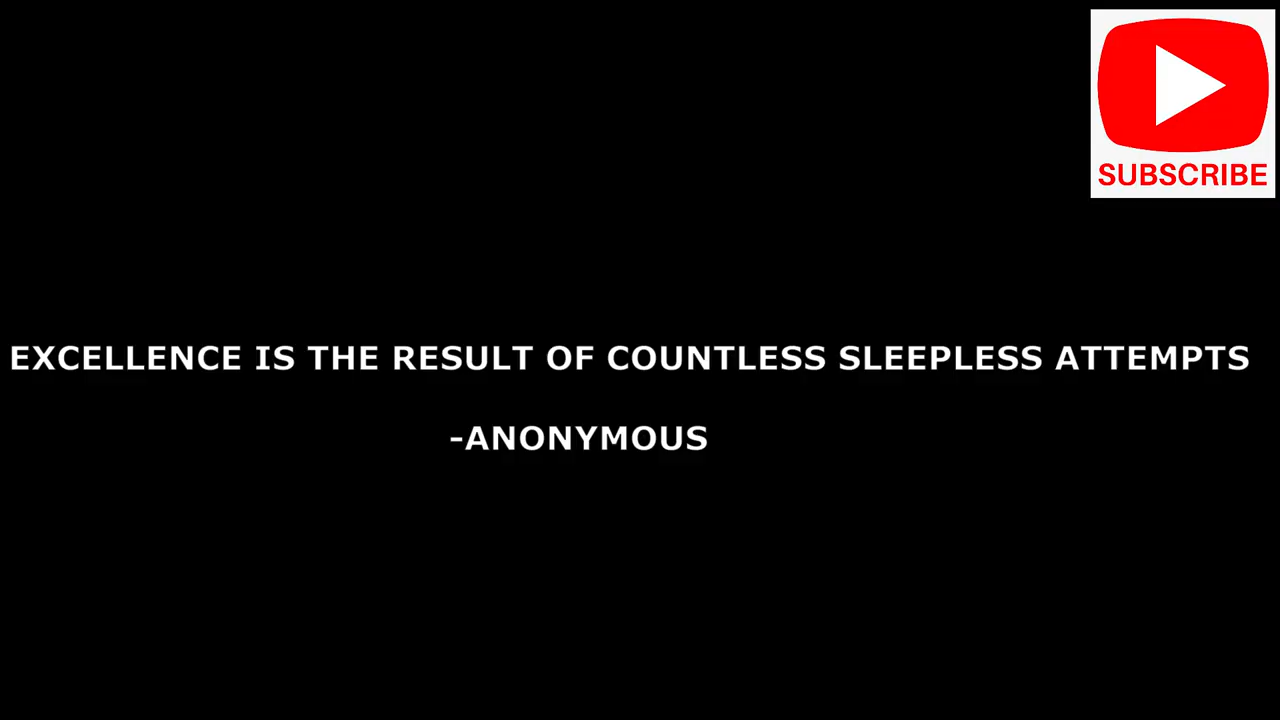 SUBSCRIBE
EXCELLENCE IS THE RESULT OF COUNTLESS SLEEPLESS ATTEMPTS
-ANONYMOUS